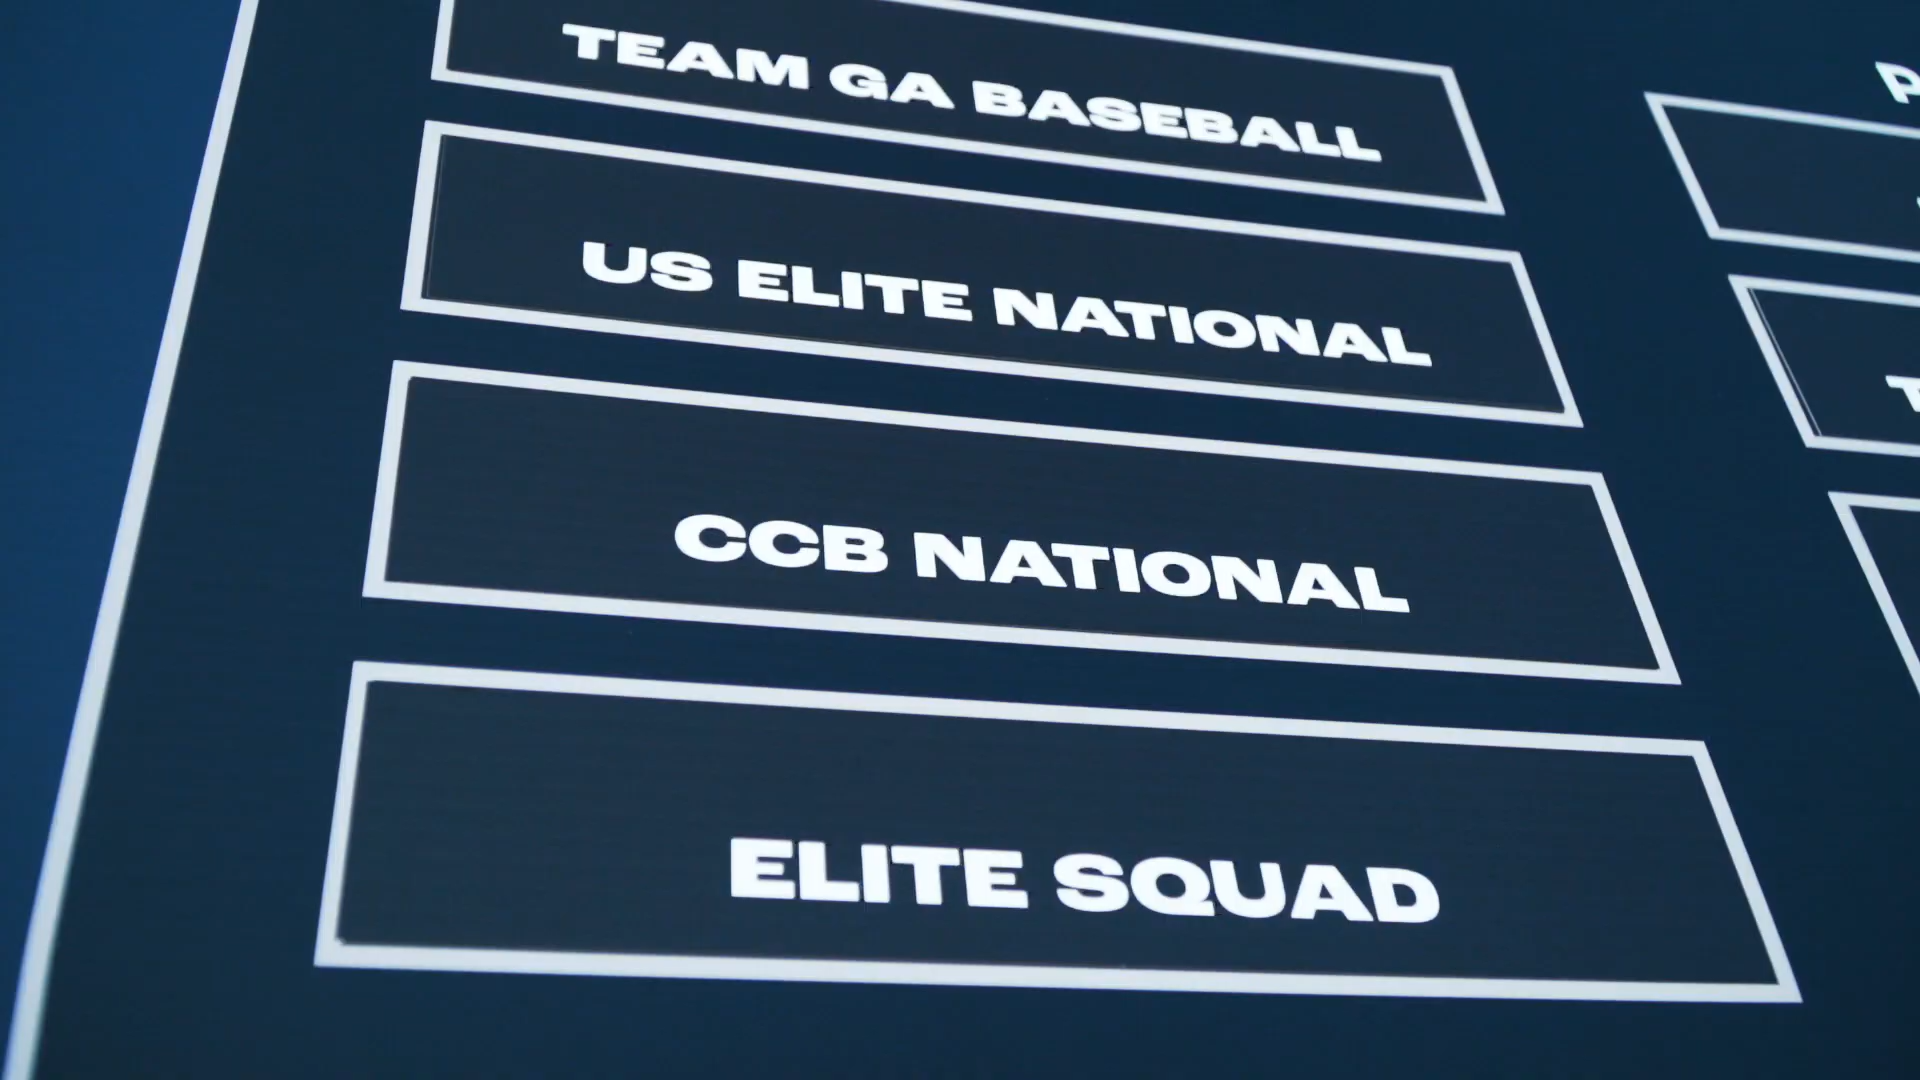 TEAM GA BASEBALL
US ELITE NATIONAL
CCB NATIONAL
ELITE SQUAD